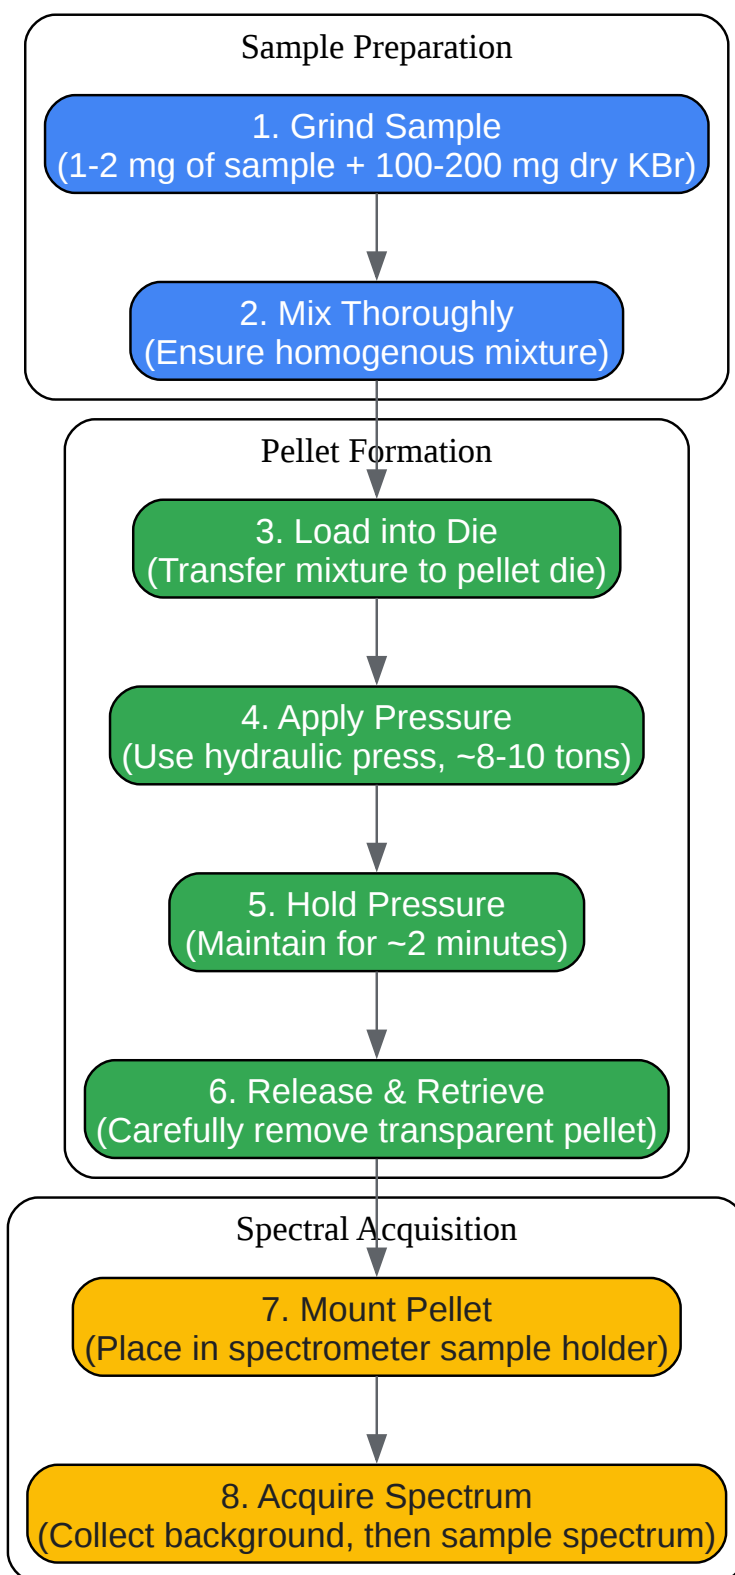 Sample Preparation
1. Grind Sample
(1-2 mg of sample + 100-200 mg dry KBr)
2. Mix Thoroughly
(Ensure homogenous mixture)
Pellet Formation
3. Load into Die
(Transfer mixture to pellet die)
4. Apply Pressure
(Use hydraulic press, ~8-10 tons)
5. Hold Pressure
(Maintain for ~2 minutes)
6. Release & Retrieve
(Carefully remove transparent pellet)
Spectral Acquisition
7. Mount Pellet
(Place in spectrometer sample holder)
8. Acquire Spectrum
(Collect background, then sample spectrum)